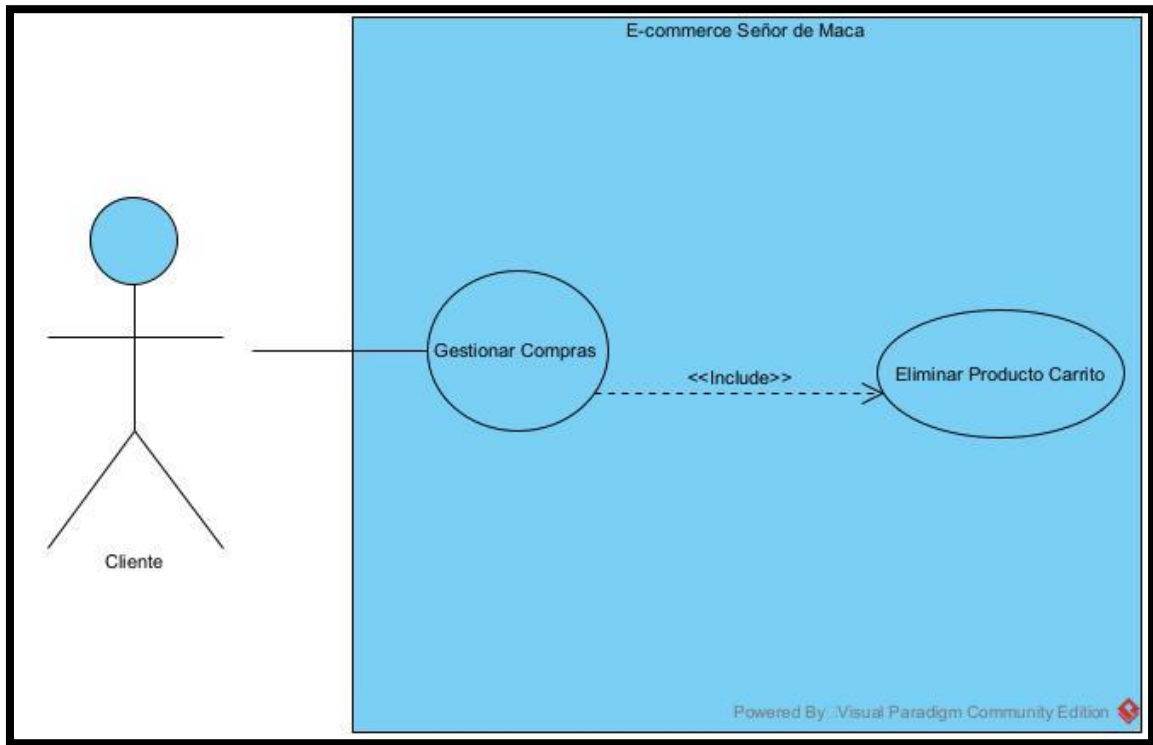 E-commerce Señor de Maca
Gestionar Compras
<<Include>>
Eliminar Producto Carrito
Cliente
Powered By: Visual Paradigm Community Edition